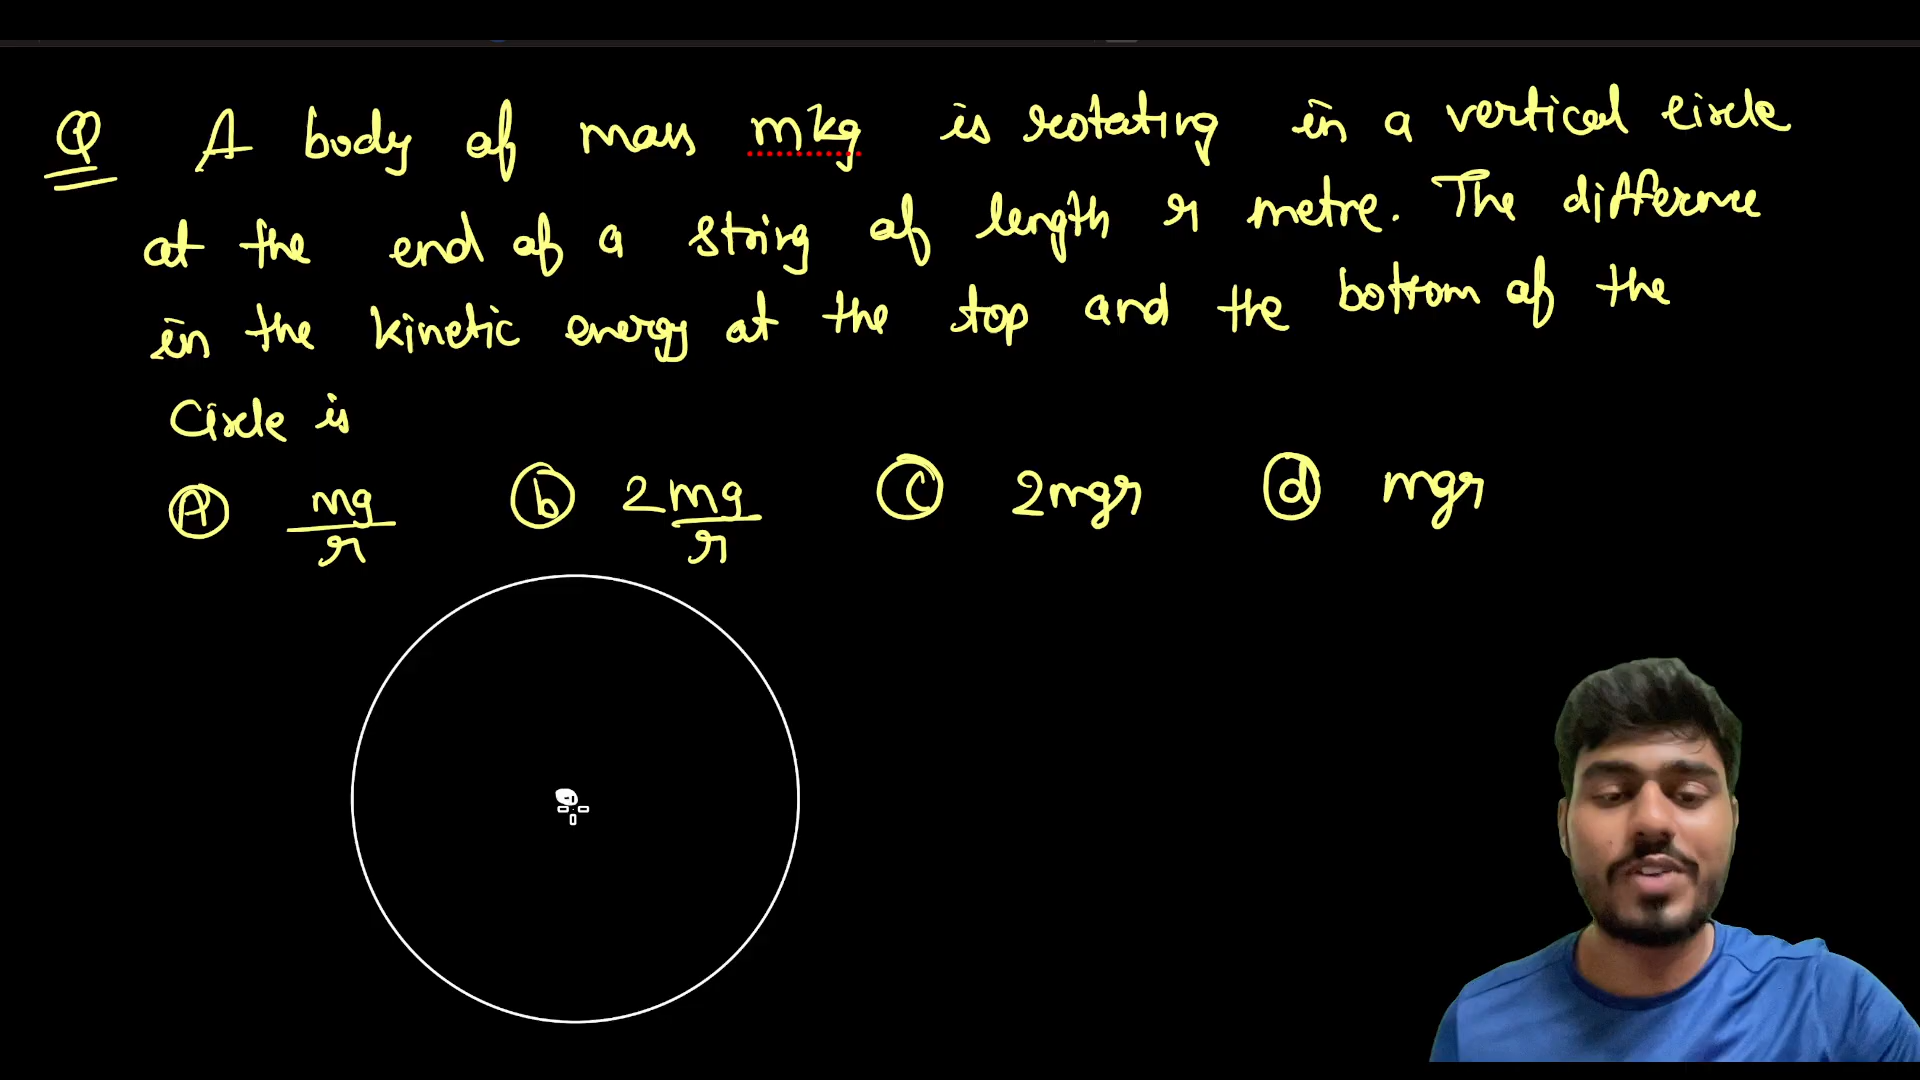 Q A body of mass mkg is rotating in a vertical circle
at the end of a string of length r metre. The difference
in the kinetic energy at the top and the bottom of the
Circle is
(A) mg/r (b) 2mg/r (c) 2mgr (d) mgr